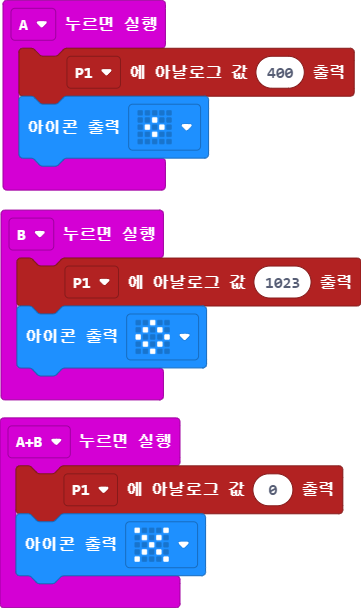 A 누르면 실행
P1 에 아날로그 값 400 출력
아이콘 출력
B 누르면 실행
P1 에 아날로그 값 1023 출력
아이콘 출력
A+B 누르면 실행
P1 에 아날로그 값 0 출력
아이콘 출력